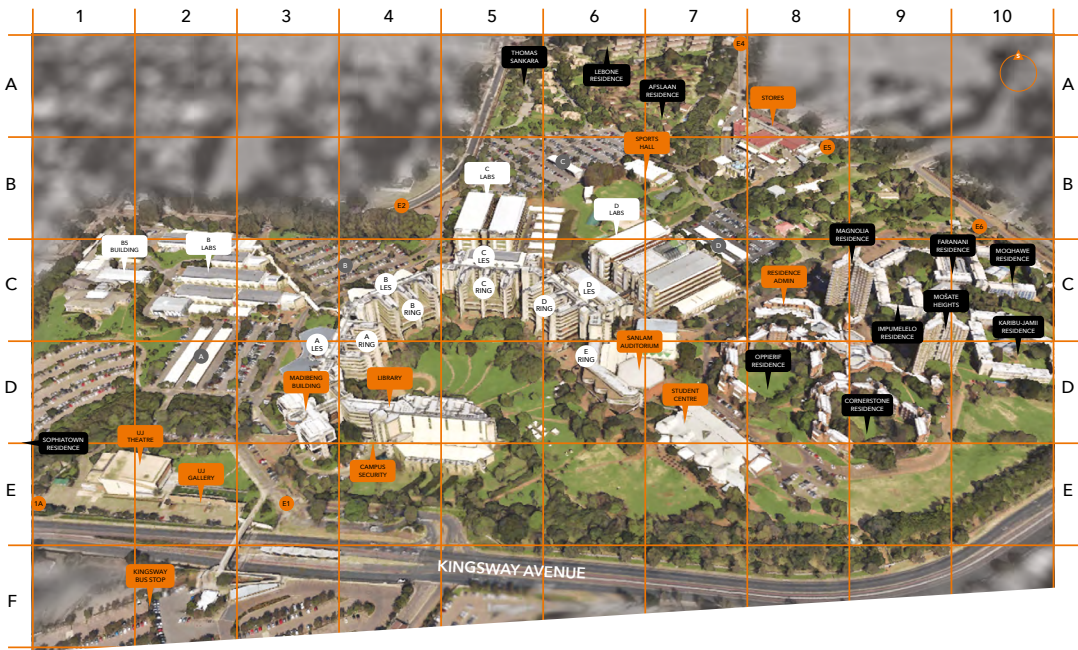 1 2 3 4 5 6 7 8 9 10
A
A
E4
THOMAS
SANKARA
LEBONE
RESIDENCE
AFSLAAN
RESIDENCE
STORES
S
B
B
SPORTS
HALL
E5
C
C
LABS
E2
D
LABS
E6
C
C
BS
BUILDING
B
LABS
B
B
LES
B
RING
C
LES
C
RING
D
RING
D
LES
D
MAGNOLIA
RESIDENCE
FARANANI
RESIDENCE
MOQHAWE
RESIDENCE
RESIDENCE
ADMIN
MOŠATE
HEIGHTS
IMPUMELELO
RESIDENCE
KARIBU-JAMII
RESIDENCE
D
D
A
A
LES
A
RING
MADIBENG
BUILDING
LIBRARY
E
RING
SANLAM
AUDITORIUM
STUDENT
CENTRE
OPPIERIF
RESIDENCE
CORNERSTONE
RESIDENCE
E
E
SOPHIATOWN
RESIDENCE
UJ
THEATRE
UJ
GALLERY
CAMPUS
SECURITY
1A
E1
F
KINGSWAY
BUS STOP
KINGSWAY AVENUE